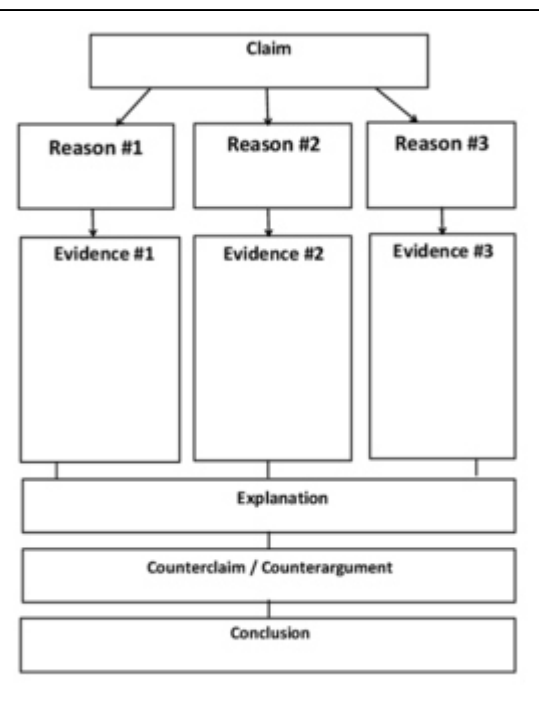 Claim
Reason #1
Reason #2
Reason #3
Evidence #1
Evidence #2
Evidence #3
Explanation
Counterclaim / Counterargument
Conclusion